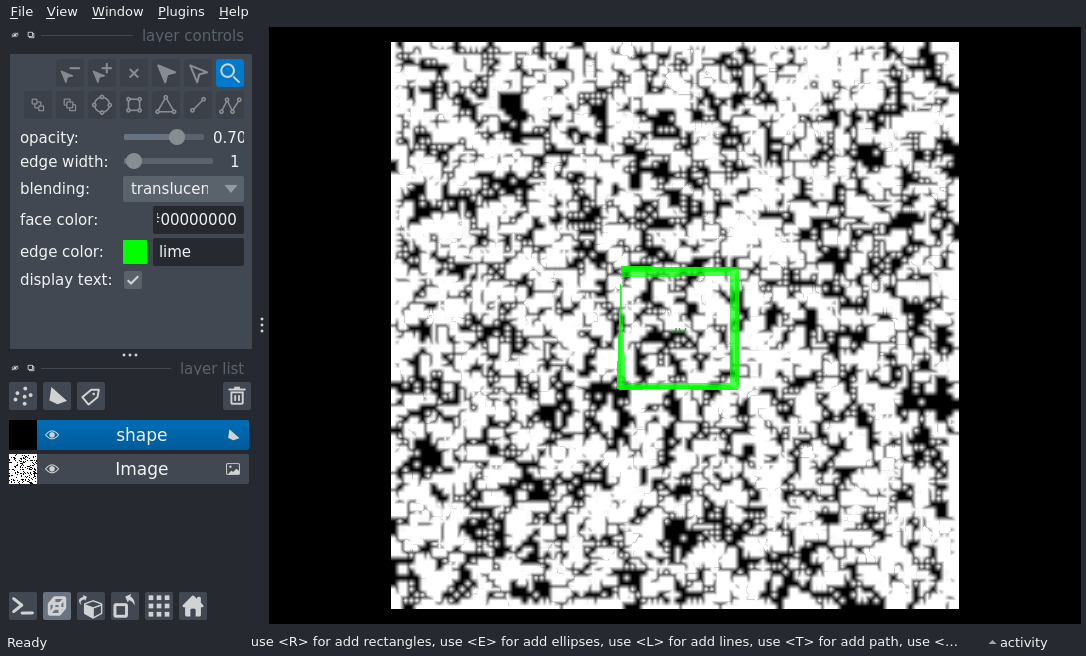 File View Window Plugins Help
layer controls
opacity: 0.70
edge width: 1
blending: translucen
face color: 00000000
edge color: lime
display text:
layer list
shape
Image
Ready
use <R> for add rectangles, use <E> for add ellipses, use <L> for add lines, use <T> for add path, use <...
activity